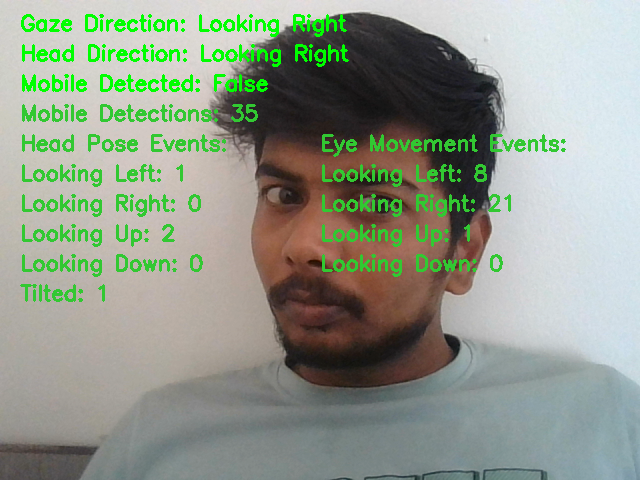 Gaze Direction: Looking Right
Head Direction: Looking Right
Mobile Detected: False
Mobile Detections: 35
Head Pose Events:
Looking Left: 1
Looking Right: 0
Looking Up: 2
Looking Down: 0
Tilted: 1
Eye Movement Events:
Looking Left: 8
Looking Right: 21
Looking Up: 1
Looking Down: 0